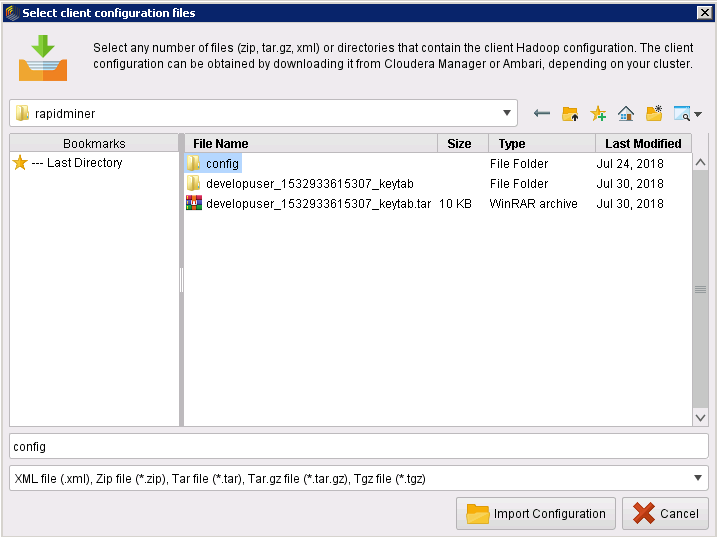 Select client configuration files
Select any number of files (zip, tar.gz, xml) or directories that contain the client Hadoop configuration. The client
configuration can be obtained by downloading it from Cloudera Manager or Ambari, depending on your cluster.
rapidminer
Bookmarks
--- Last Directory
File Name Size Type Last Modified
config File Folder Jul 24, 2018
developuser_1532933615307_keytab File Folder Jul 30, 2018
developuser_1532933615307_keytab.tar 10 KB WinRAR archive Jul 30, 2018
config
XML file (.xml), Zip file (*.zip), Tar file (*.tar), Tar.gz file (*.tar.gz), Tgz file (*.tgz)
Import Configuration Cancel